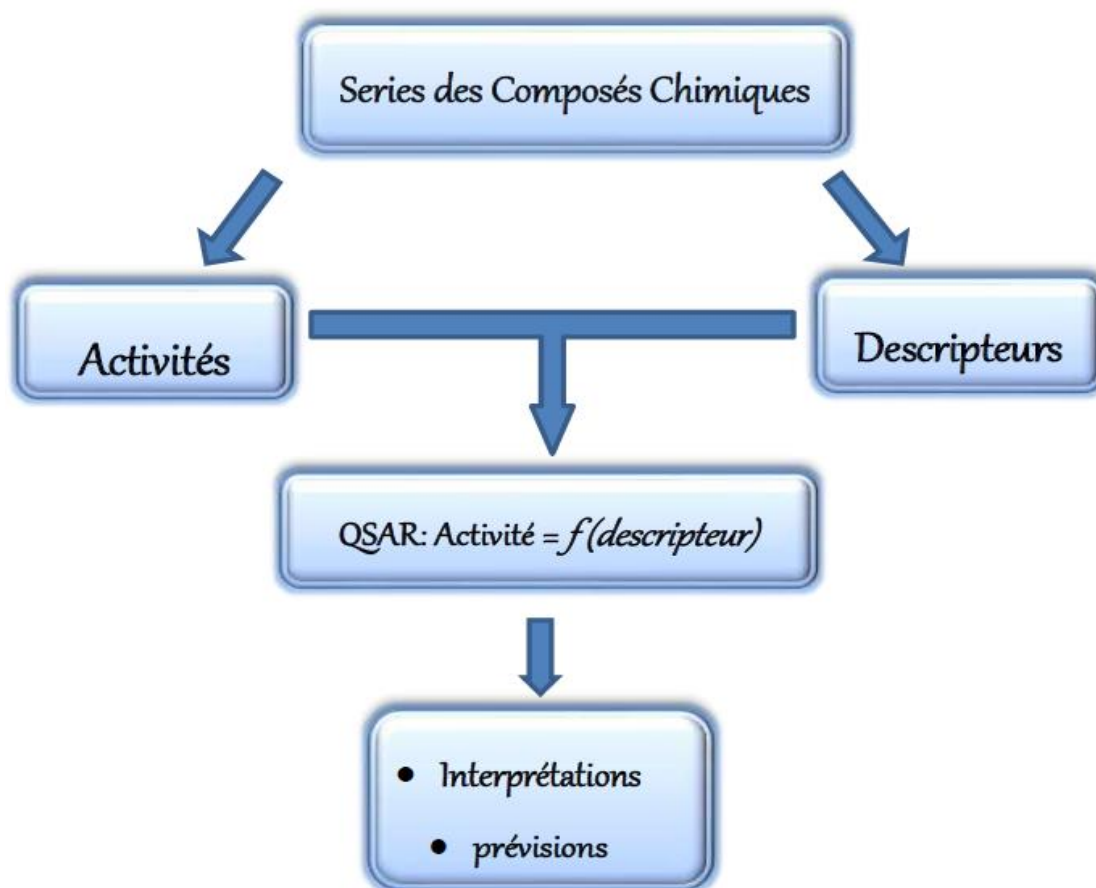 Series des Composés Chimiques
Activités
Descripteurs
QSAR: Activité = f(descripteur)
• Interprétations
• prévisions